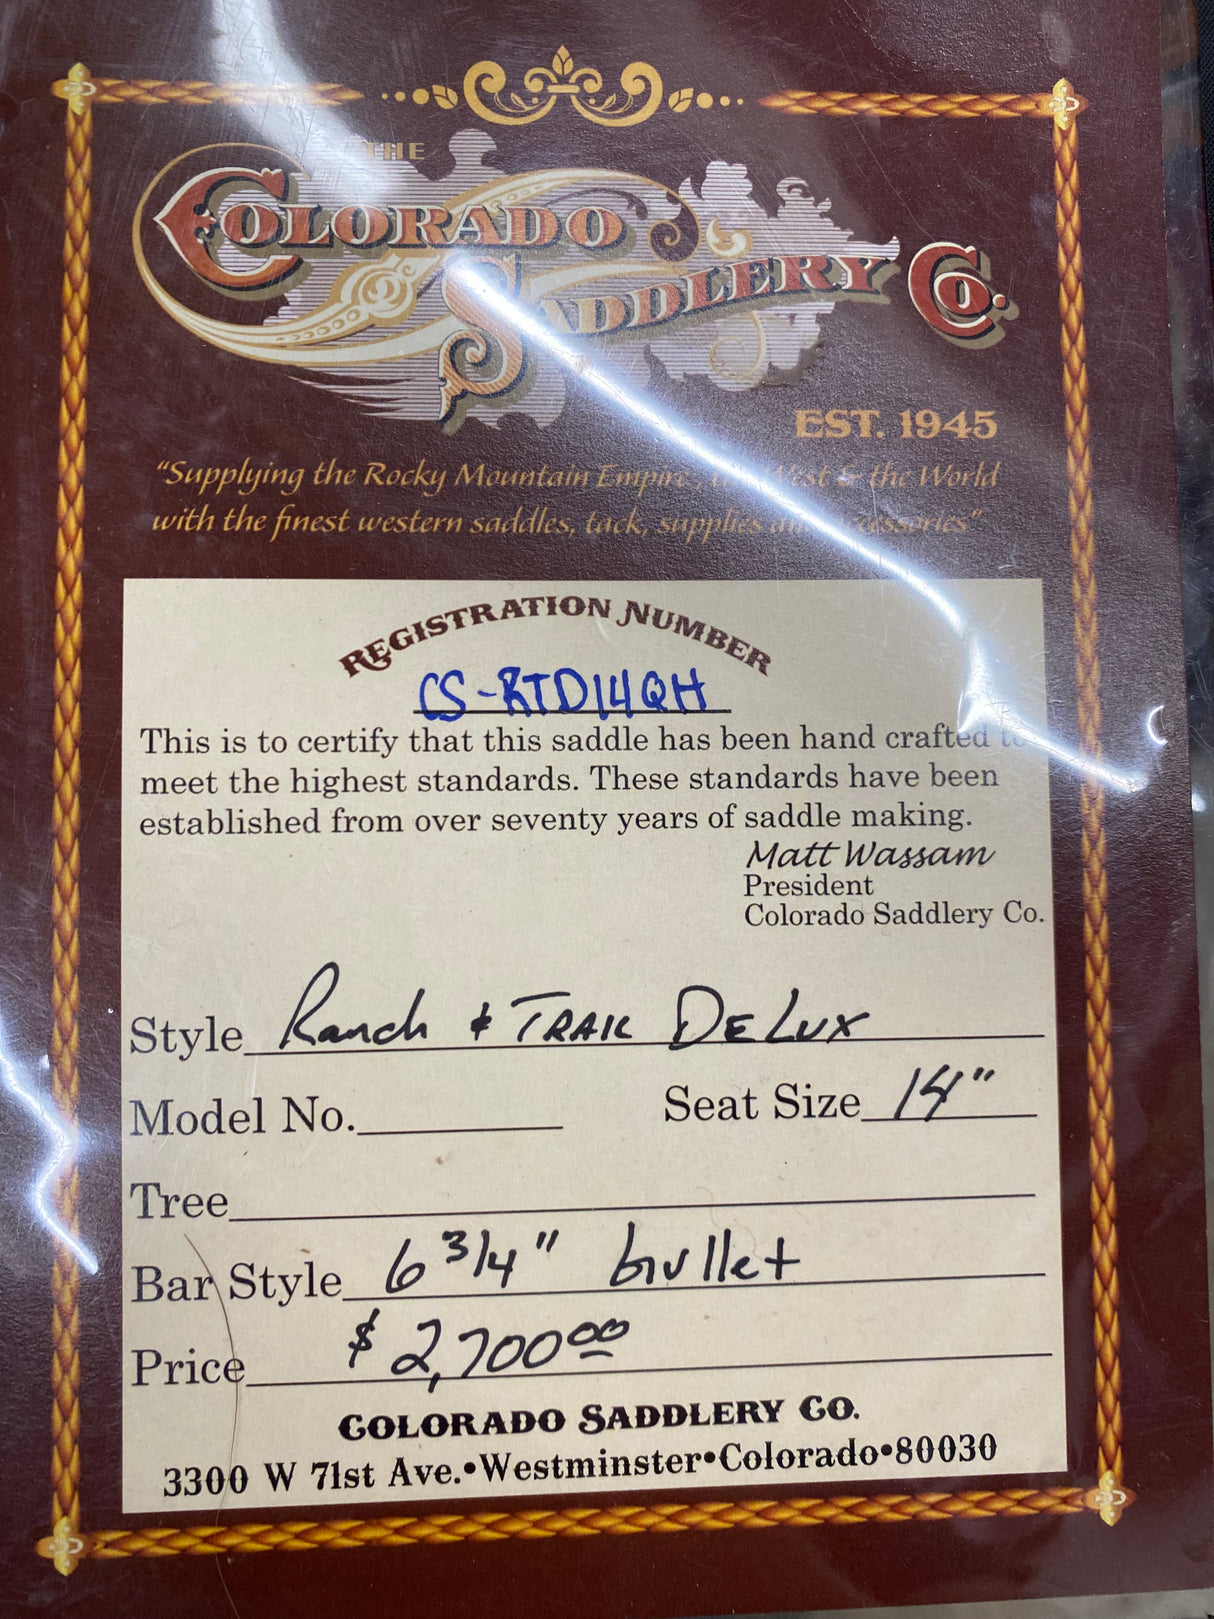 THE
COLORADO
SADDLERY CO.
EST. 1945
"Supplying the Rocky Mountain Empire, West & the World
with the finest western saddles, tack, supplies
REGISTRATION NUMBER
CS-RTD14QH
This is to certify that this saddle has been hand crafted to
meet the highest standards. These standards have been
established from over seventy years of saddle making.
Matt Wassam
President
Colorado Saddlery Co.
Style Ranch & TRAIL DELUX
Model No. Seat Size 14"
Tree
Bar Style 6 3/4" bullet
Price $ 2,700.00
COLORADO SADDLERY CO.
3300 W 71st Ave.•Westminster•Colorado•80030